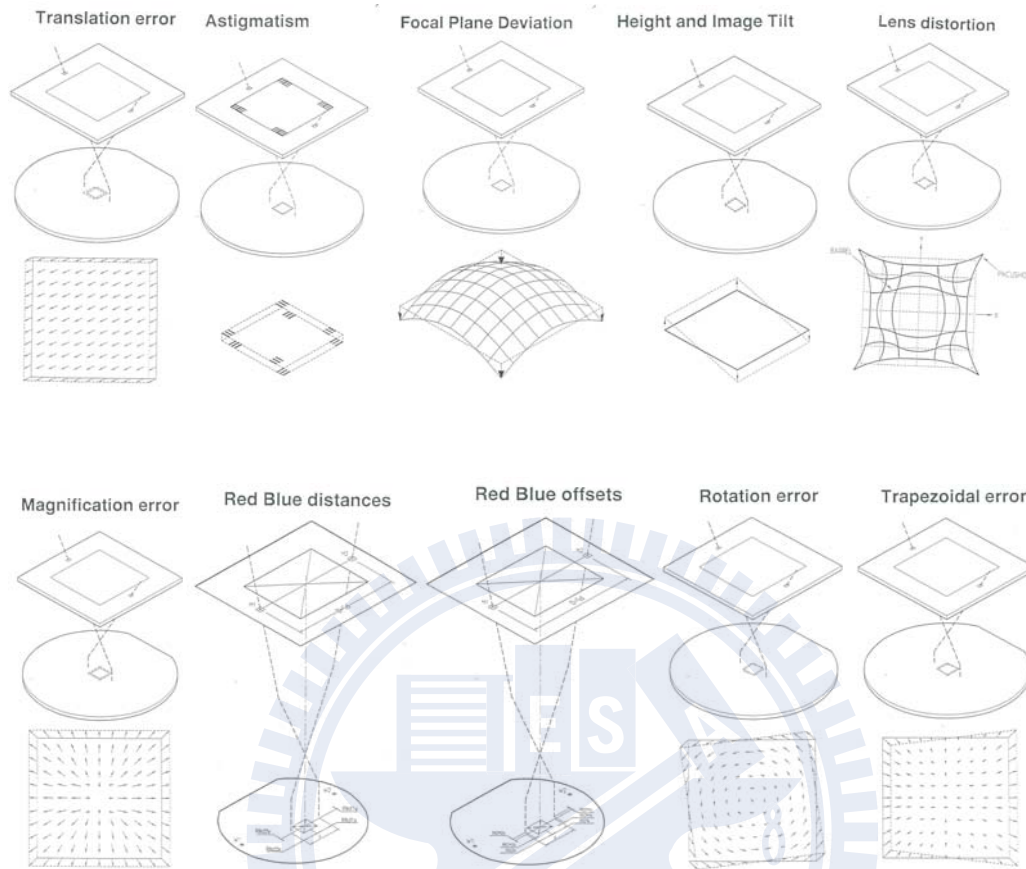 Translation error
Astigmatism
Focal Plane Deviation
Height and Image Tilt
Lens distortion
BARREL
X
Magnification error
Red Blue distances
Red Blue offsets
Rotation error
Trapezoidal error
E S A